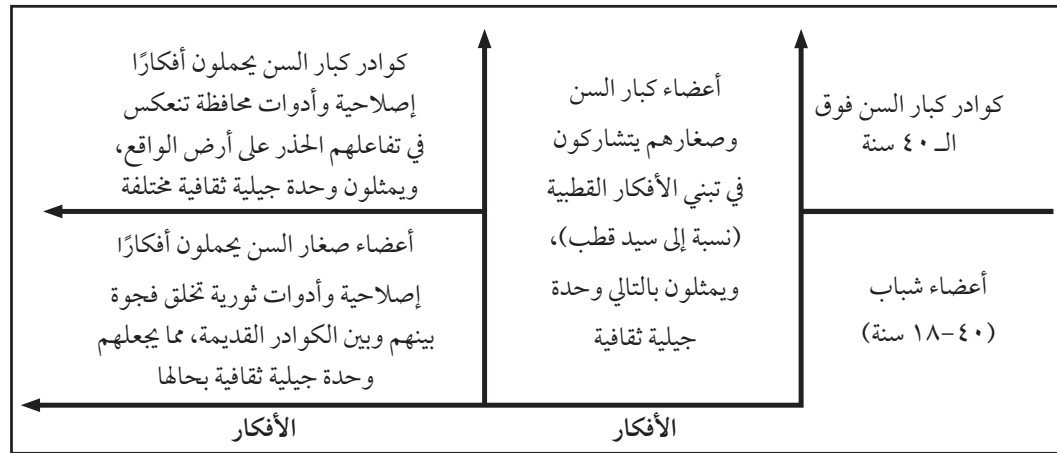 كوادر كبار السن فوق
الـ ٤٠ سنة
أعضاء شباب
(٤٠–١٨ سنة)
أعضاء كبار السن
وصغارهم يتشاركون
في تبني الأفكار القطبية
(نسبة إلى سيد قطب)،
ويمثلون بالتالي وحدة
جيلية ثقافية
كوادر كبار السن يحملون أفكارًا
إصلاحية وأدوات محافظة تنعكس
في تفاعلهم الحذر على أرض الواقع،
ويمثلون وحدة جيلية ثقافية مختلفة
أعضاء صغار السن يحملون أفكارًا
إصلاحية وأدوات ثورية تخلق فجوة
بينهم وبين الكوادر القديمة، مما يجعلهم
وحدة جيلية ثقافية بحالها
الأفكار
الأفكار